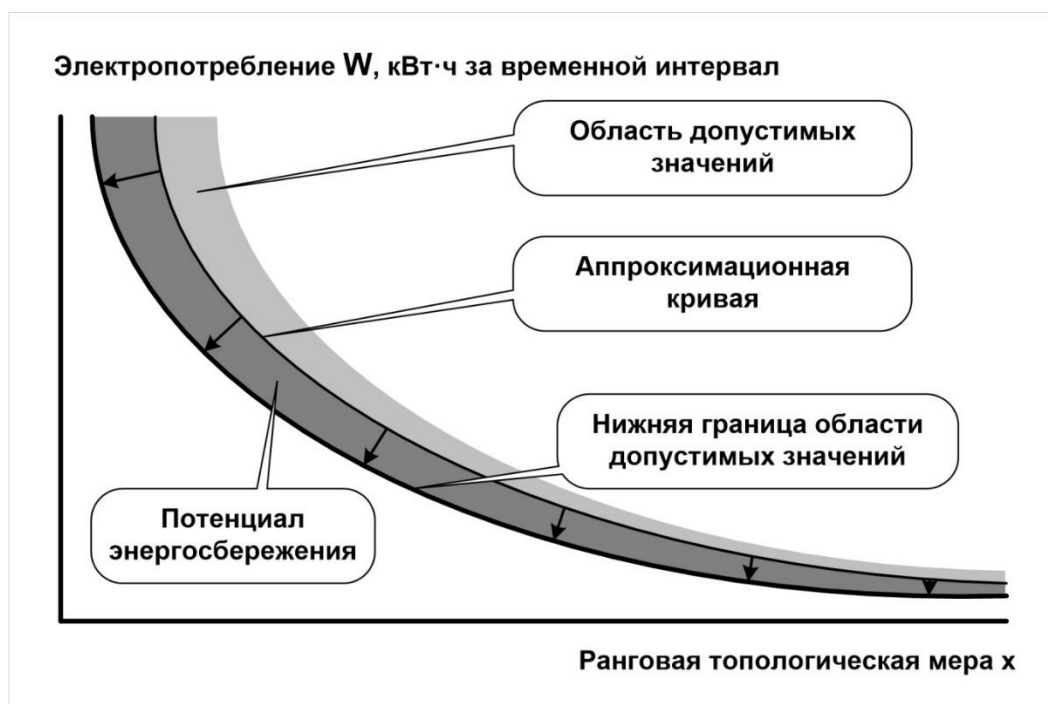 Электропотребление W, кВт·ч за временной интервал
Область допустимых
значений
Аппроксимационная
кривая
Нижняя граница области
допустимых значений
Потенциал
энергосбережения
Ранговая топологическая мера x